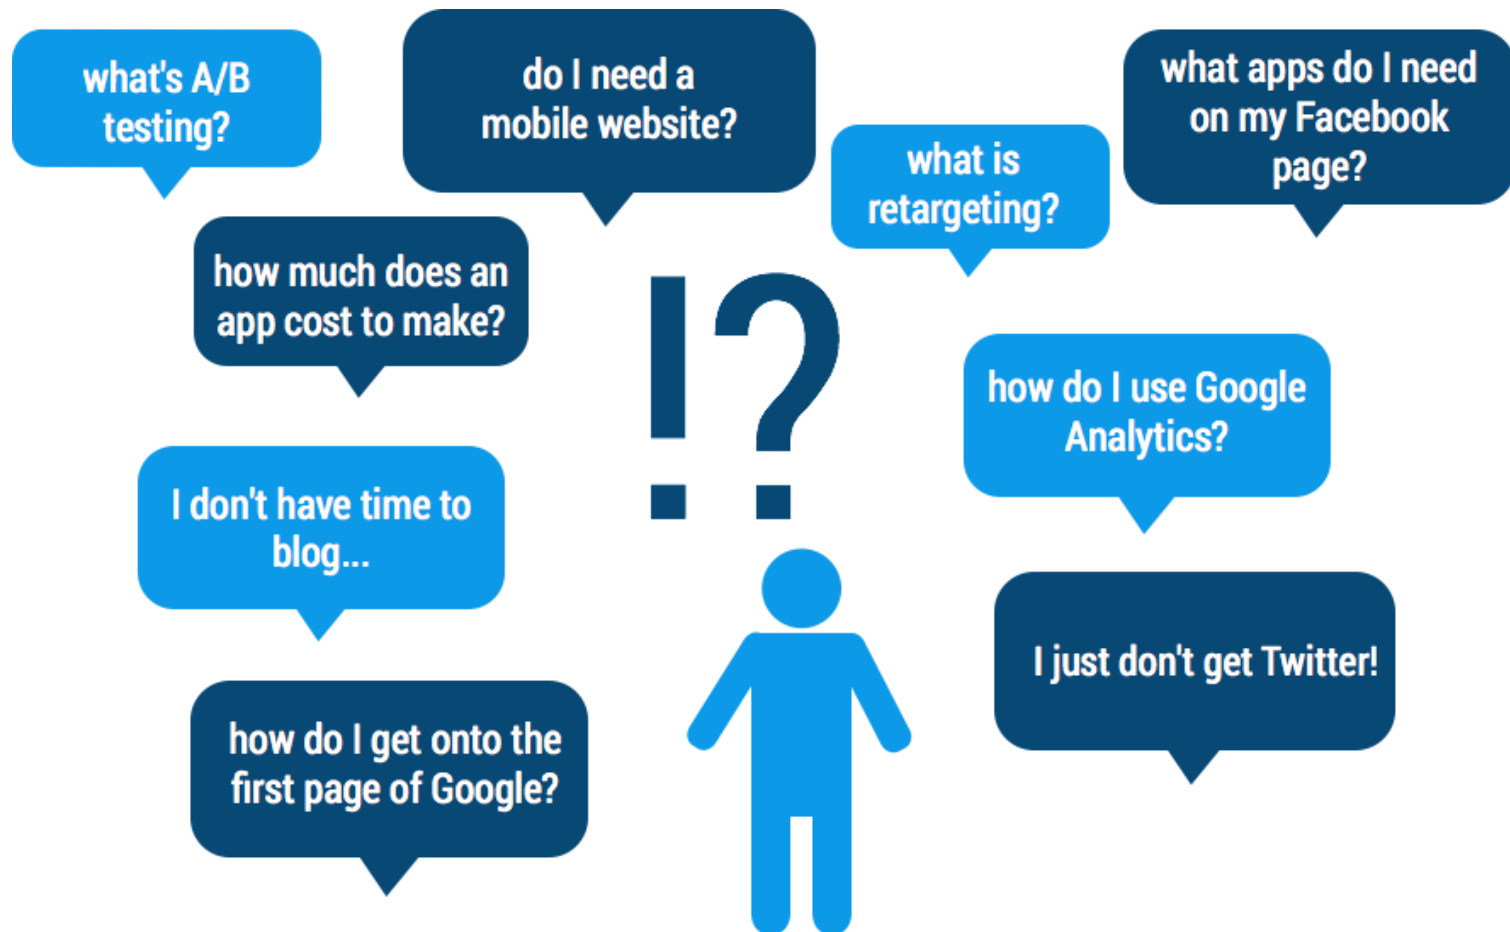 what's A/B
testing?
do I need a
mobile website?
what is
retargeting?
what apps do I need
on my Facebook
page?
how much does an
app cost to make?
!?
how do I use Google
Analytics?
I don't have time to
blog...
I just don't get Twitter!
how do I get onto the
first page of Google?